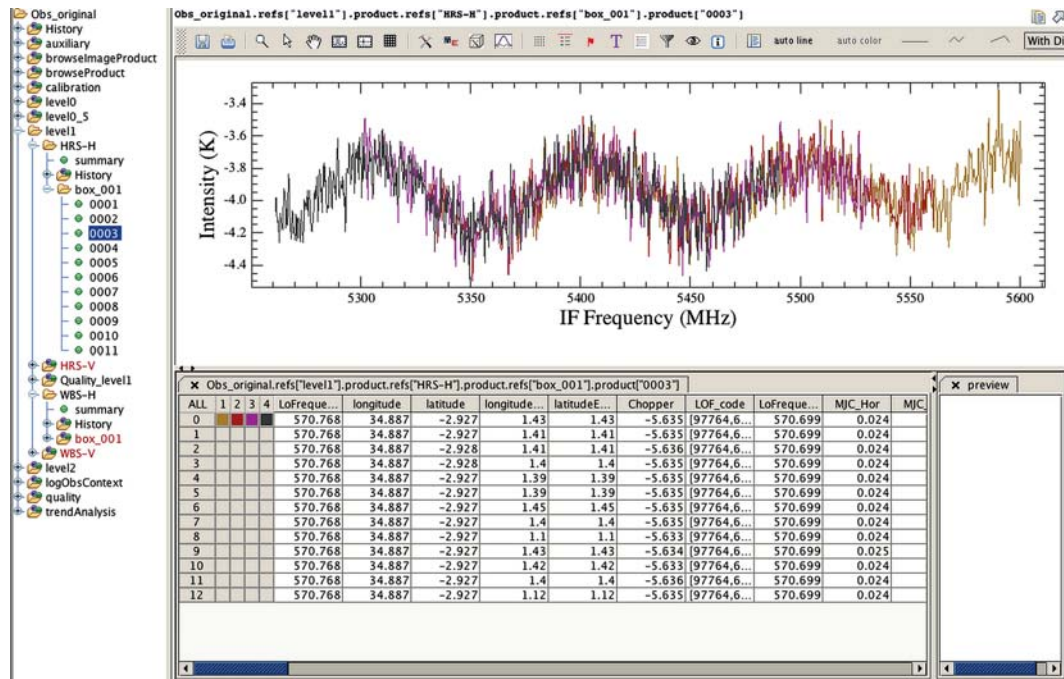 Obs_original
History
auxiliary
browseImageProduct
browseProduct
calibration
level0
level0_5
level1
HRS-H
summary
History
box_001
0001
0002
0003
0004
0005
0006
0007
0008
0009
0010
0011
HRS-V
Quality_level1
WBS-H
summary
History
box_001
WBS-V
level2
logObsContext
quality
trendAnalysis
Obs_original.refs["level1"].product.refs["HRS-H"].product.refs["box_001"].product["0003"]
auto line auto color With Di
-3.4
-3.6
-3.8
-4.0
-4.2
-4.4
Intensity (K)
5300 5350 5400 5450 5500 5550 5600
IF Frequency (MHz)
Obs_original.refs["level1"].product.refs["HRS-H"].product.refs["box_001"].product["0003"]
ALL 1 2 3 4 LoFreque... longitude latitude longitude... latitudeE... Chopper LOF_code LoFreque... MJC_Hor MJC_
0 570.768 34.887 -2.927 1.43 1.43 -5.635 [97764,6... 570.699 0.024
1 570.768 34.887 -2.927 1.41 1.41 -5.635 [97764,6... 570.699 0.024
2 570.768 34.887 -2.928 1.41 1.41 -5.636 [97764,6... 570.699 0.024
3 570.768 34.887 -2.928 1.4 1.4 -5.635 [97764,6... 570.699 0.024
4 570.768 34.887 -2.927 1.39 1.39 -5.635 [97764,6... 570.699 0.024
5 570.768 34.887 -2.927 1.39 1.39 -5.636 [97764,6... 570.699 0.024
6 570.768 34.887 -2.927 1.45 1.45 -5.635 [97764,6... 570.699 0.024
7 570.768 34.887 -2.927 1.4 1.4 -5.635 [97764,6... 570.699 0.024
8 570.768 34.887 -2.927 1.1 1.1 -5.633 [97764,6... 570.699 0.024
9 570.768 34.887 -2.927 1.43 1.43 -5.634 [97764,6... 570.699 0.025
10 570.768 34.887 -2.927 1.42 1.42 -5.633 [97764,6... 570.699 0.024
11 570.768 34.887 -2.927 1.4 1.4 -5.636 [97764,6... 570.699 0.024
12 570.768 34.887 -2.927 1.12 1.12 -5.635 [97764,6... 570.699 0.024
preview